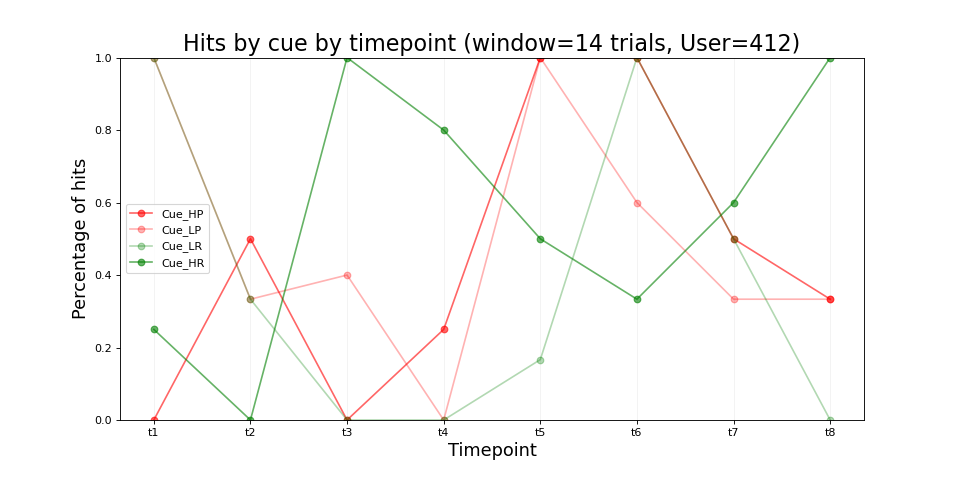 Hits by cue by timepoint (window=14 trials, User=412)
Percentage of hits
1.0
0.8
0.6
0.4
0.2
0.0
Cue_HP
Cue_LP
Cue_LR
Cue_HR
t1 t2 t3 t4 t5 t6 t7 t8
Timepoint